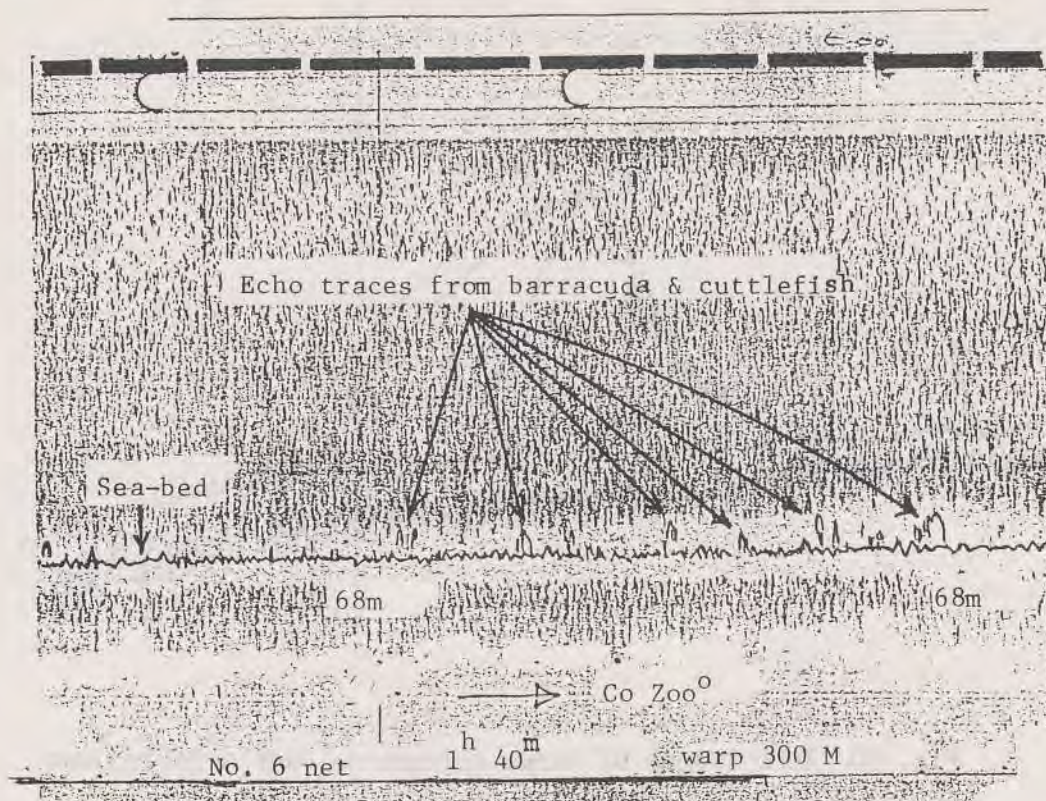 Echo traces from barracuda & cuttlefish
Sea-bed
68m
68m
Co Zoo°
No. 6 net 1h 40m warp 300 M